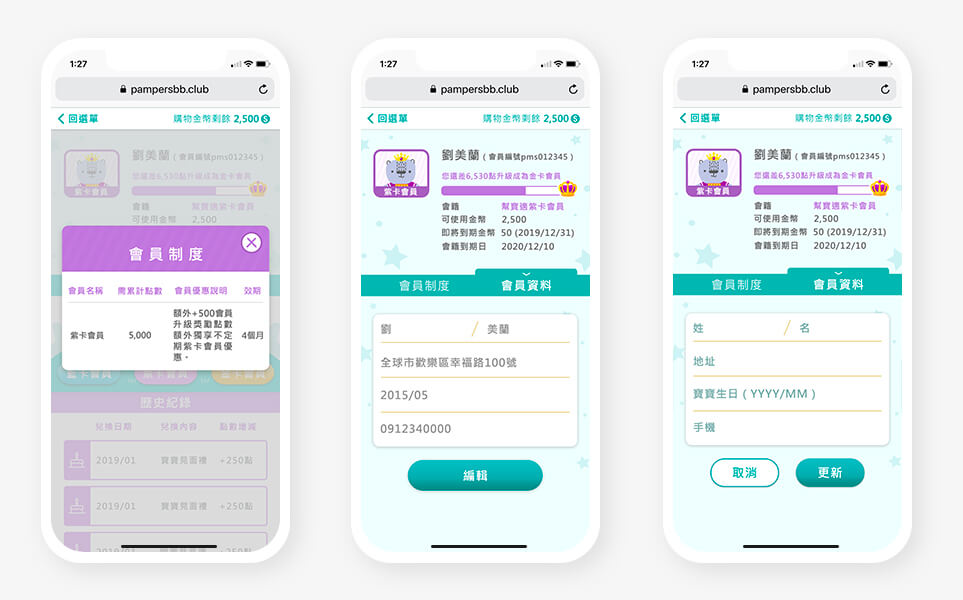 1:27
pampersbb.club
回選單
購物金幣剩餘 2,500 S
劉美蘭 ( 會員編號pms012345 )
紫卡會員
您還差6,530點升級成為金卡會員
會籍 幫寶適紫卡會員
可使用金幣 2,500
會員制度
會員名稱 需累計點數 會員優惠說明 效期
紫卡會員 5,000 額外+500會員 4個月
升級獎勵點數
額外獨享不定
期紫卡會員優
惠。
藍卡會員 紫卡會員 金卡會員
歷史紀錄
兌換日期 兌換內容 點數增減
2019/01 寶寶見面禮 +250點
2019/01 寶寶見面禮 +250點
2019/01 寶寶見面禮 +250點
1:27
pampersbb.club
回選單
購物金幣剩餘 2,500 S
劉美蘭 ( 會員編號pms012345 )
紫卡會員
您還差6,530點升級成為金卡會員
會籍 幫寶適紫卡會員
可使用金幣 2,500
即將到期金幣 50 (2019/12/31)
會籍到期日 2020/12/10
會員制度 會員資料
劉 / 美蘭
全球市歡樂區幸福路100號
2015/05
0912340000
編輯
1:27
pampersbb.club
回選單
購物金幣剩餘 2,500 S
劉美蘭 ( 會員編號pms012345 )
紫卡會員
您還差6,530點升級成為金卡會員
會籍 幫寶適紫卡會員
可使用金幣 2,500
即將到期金幣 50 (2019/12/31)
會籍到期日 2020/12/10
會員制度 會員資料
姓 / 名
地址
寶寶生日 ( YYYY/MM )
手機
取消 更新